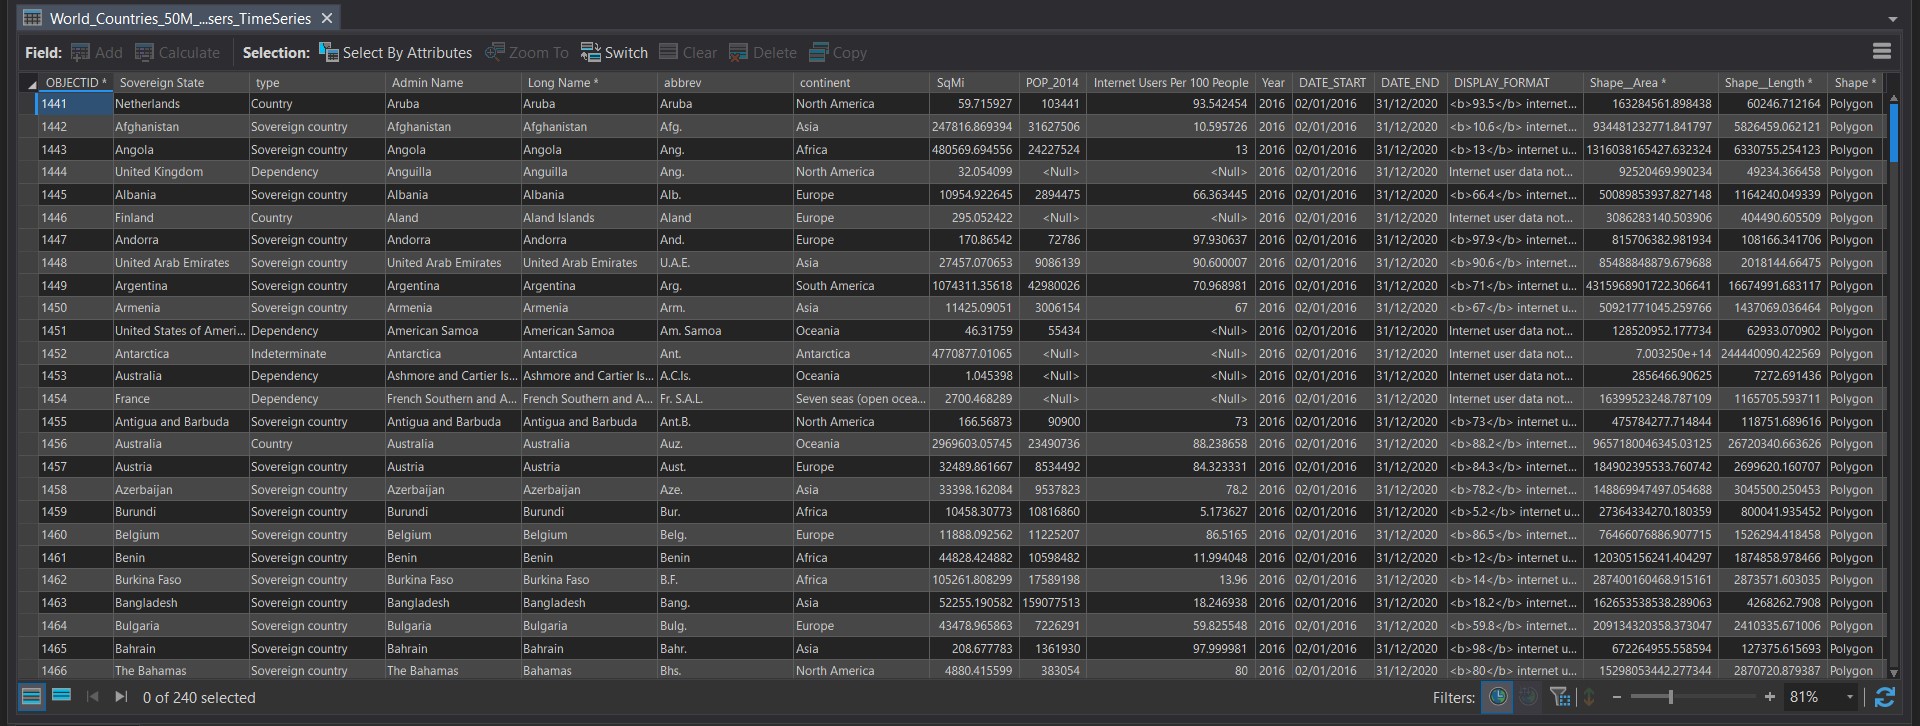 World_Countries_50M_...sers_TimeSeries
Field: Add Calculate Selection: Select By Attributes Zoom To Switch Clear Delete Copy
OBJECTID * Sovereign State type Admin Name Long Name * abbrev continent SqMi POP_2014 Internet Users Per 100 People Year DATE_START DATE_END DISPLAY_FORMAT Shape__Area * Shape__Length * Shape *
1441 Netherlands Country Aruba Aruba Aruba North America 59.715927 103441 93.542454 2016 02/01/2016 31/12/2020 <b>93.5</b> internet... 163284561.898438 60246.712164 Polygon
1442 Afghanistan Sovereign country Afghanistan Afghanistan Afg. Asia 247816.869394 31627506 10.595726 2016 02/01/2016 31/12/2020 <b>10.6</b> internet... 934481232771.841797 5826459.062121 Polygon
1443 Angola Sovereign country Angola Angola Ang. Africa 480569.694556 24227524 13 2016 02/01/2016 31/12/2020 <b>13</b> internet u... 1316038165427.632324 6330755.254123 Polygon
1444 United Kingdom Dependency Anguilla Anguilla Ang. North America 32.054099 <Null> <Null> 2016 02/01/2016 31/12/2020 Internet user data not... 92520469.990234 49234.366458 Polygon
1445 Albania Sovereign country Albania Albania Alb. Europe 10954.922645 2894475 66.363445 2016 02/01/2016 31/12/2020 <b>66.4</b> internet... 50089853937.827148 1164240.049339 Polygon
1446 Finland Country Aland Aland Islands Aland Europe 295.052422 <Null> <Null> 2016 02/01/2016 31/12/2020 Internet user data not... 3086283140.503906 404490.605509 Polygon
1447 Andorra Sovereign country Andorra Andorra And. Europe 170.86542 72786 97.930637 2016 02/01/2016 31/12/2020 <b>97.9</b> internet... 815706382.981934 108166.341706 Polygon
1448 United Arab Emirates Sovereign country United Arab Emirates United Arab Emirates U.A.E. Asia 27457.070653 9086139 90.600007 2016 02/01/2016 31/12/2020 <b>90.6</b> internet... 85488848879.679688 2018144.66475 Polygon
1449 Argentina Sovereign country Argentina Argentina Arg. South America 1074311.35618 42980026 70.968981 2016 02/01/2016 31/12/2020 <b>71</b> internet u... 4315968901722.306641 16674991.683117 Polygon
1450 Armenia Sovereign country Armenia Armenia Arm. Asia 11425.09051 3006154 67 2016 02/01/2016 31/12/2020 <b>67</b> internet u... 50921771045.259766 1437069.036464 Polygon
1451 United States of Ameri... Dependency American Samoa American Samoa Am. Samoa Oceania 46.31759 55434 <Null> 2016 02/01/2016 31/12/2020 Internet user data not... 128520952.177734 62933.070902 Polygon
1452 Antarctica Indeterminate Antarctica Antarctica Ant. Antarctica 4770877.01065 <Null> <Null> 2016 02/01/2016 31/12/2020 Internet user data not... 7.003250e+14 244440090.422569 Polygon
1453 Australia Dependency Ashmore and Cartier Is... Ashmore and Cartier Is... A.C.Is. Oceania 1.045398 <Null> <Null> 2016 02/01/2016 31/12/2020 Internet user data not... 2856466.90625 7272.691436 Polygon
1454 France Dependency French Southern and A... French Southern and A... Fr. S.A.L. Seven seas (open ocea... 2700.468289 <Null> <Null> 2016 02/01/2016 31/12/2020 Internet user data not... 16399523248.787109 1165705.593711 Polygon
1455 Antigua and Barbuda Sovereign country Antigua and Barbuda Antigua and Barbuda Ant.B. North America 166.56873 90900 73 2016 02/01/2016 31/12/2020 <b>73</b> internet u... 475784277.714844 118751.689616 Polygon
1456 Australia Country Australia Australia Auz. Oceania 2969603.05745 23490736 88.238658 2016 02/01/2016 31/12/2020 <b>88.2</b> internet... 9657180046345.03125 26720340.663626 Polygon
1457 Austria Sovereign country Austria Austria Aust. Europe 32489.861667 8534492 84.323331 2016 02/01/2016 31/12/2020 <b>84.3</b> internet... 184902395533.760742 2699620.160707 Polygon
1458 Azerbaijan Sovereign country Azerbaijan Azerbaijan Aze. Asia 33398.162084 9537823 78.2 2016 02/01/2016 31/12/2020 <b>78.2</b> internet... 148869947497.054688 3045500.250453 Polygon
1459 Burundi Sovereign country Burundi Burundi Bur. Africa 10458.30773 10816860 5.173627 2016 02/01/2016 31/12/2020 <b>5.2</b> internet u... 27364334270.180359 800041.935452 Polygon
1460 Belgium Sovereign country Belgium Belgium Belg. Europe 11888.092562 11225207 86.5165 2016 02/01/2016 31/12/2020 <b>86.5</b> internet... 76466076886.907715 1526294.418458 Polygon
1461 Benin Sovereign country Benin Benin Benin Africa 44828.424882 10598482 11.994048 2016 02/01/2016 31/12/2020 <b>12</b> internet u... 120305156241.404297 1874858.978466 Polygon
1462 Burkina Faso Sovereign country Burkina Faso Burkina Faso B.F. Africa 105261.808299 17589198 13.96 2016 02/01/2016 31/12/2020 <b>14</b> internet u... 287400160468.915161 2873571.603035 Polygon
1463 Bangladesh Sovereign country Bangladesh Bangladesh Bang. Asia 52255.190582 159077513 18.246938 2016 02/01/2016 31/12/2020 <b>18.2</b> internet... 162653538538.289063 4268262.7908 Polygon
1464 Bulgaria Sovereign country Bulgaria Bulgaria Bulg. Europe 43478.965863 7226291 59.825548 2016 02/01/2016 31/12/2020 <b>59.8</b> internet... 209134320358.373047 2410335.671006 Polygon
1465 Bahrain Sovereign country Bahrain Bahrain Bahr. Asia 208.677783 1361930 97.999981 2016 02/01/2016 31/12/2020 <b>98</b> internet u... 672264955.558594 127375.615693 Polygon
1466 The Bahamas Sovereign country The Bahamas Bahamas Bhs. North America 4880.415599 383054 80 2016 02/01/2016 31/12/2020 <b>80</b> internet u... 15298053442.277344 2870720.879387 Polygon
0 of 240 selected Filters: 81%